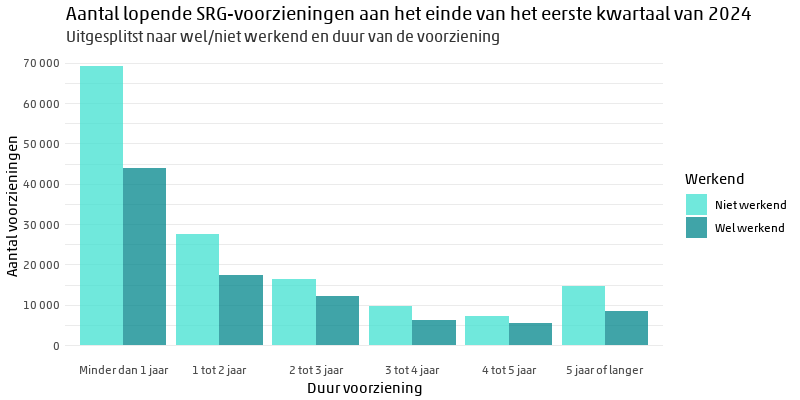 Aantal lopende SRG-voorzieningen aan het einde van het eerste kwartaal van 2024
Uitgesplitst naar wel/niet werkend en duur van de voorziening
Aantal voorzieningen
70 000
60 000
50 000
40 000
30 000
20 000
10 000
0
Minder dan 1 jaar
1 tot 2 jaar
2 tot 3 jaar
3 tot 4 jaar
4 tot 5 jaar
5 jaar of langer
Duur voorziening
Werkend
Niet werkend
Wel werkend